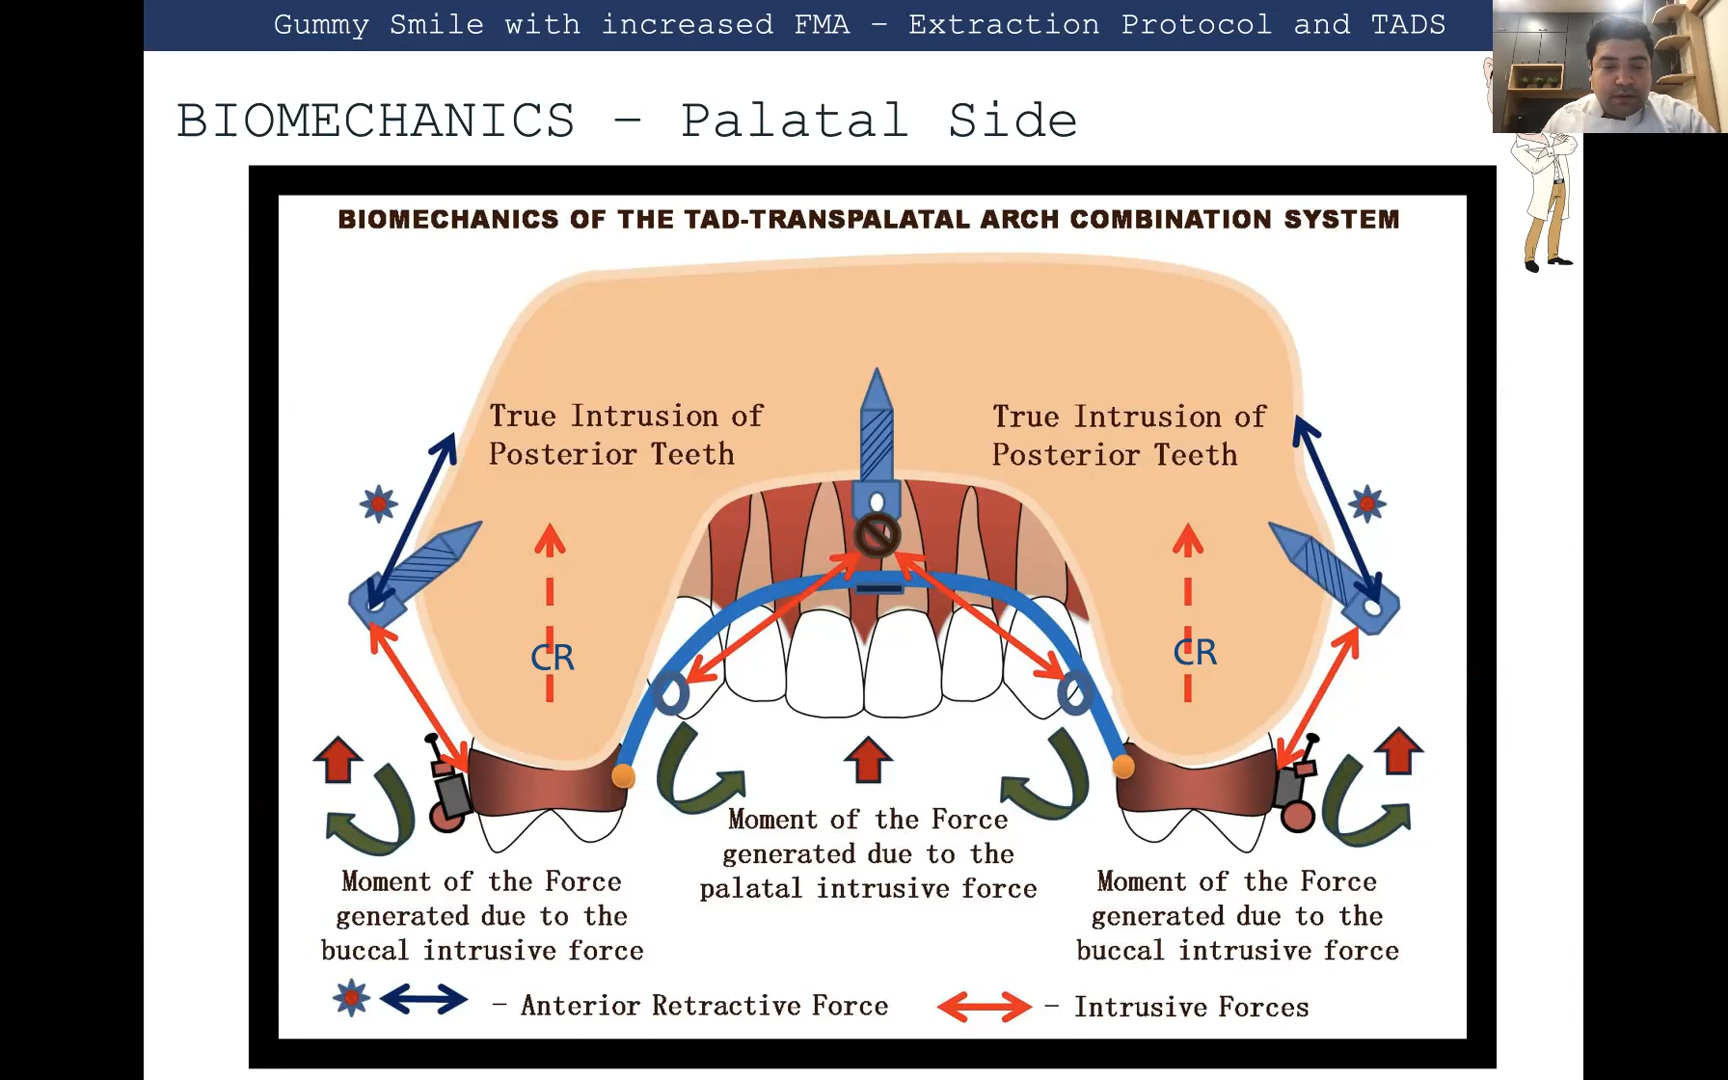 Gummy Smile with increased FMA – Extraction Protocol and TADS
BIOMECHANICS – Palatal Side
BIOMECHANICS OF THE TAD-TRANSPALATAL ARCH COMBINATION SYSTEM
True Intrusion of
Posterior Teeth
True Intrusion of
Posterior Teeth
CR
CR
Moment of the Force
generated due to the
palatal intrusive force
Moment of the Force
generated due to the
buccal intrusive force
Moment of the Force
generated due to the
buccal intrusive force
– Anterior Retractive Force
– Intrusive Forces